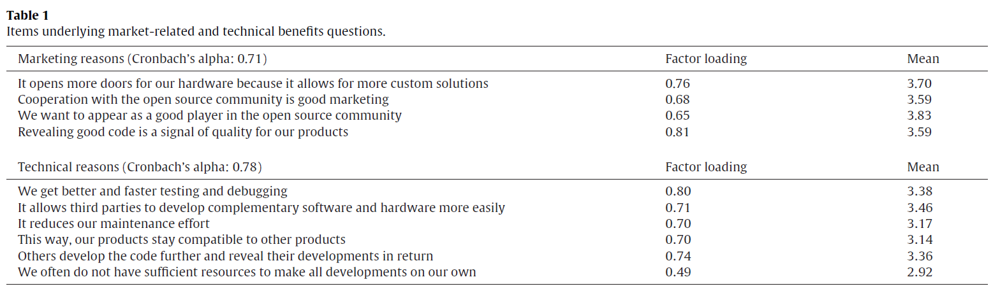 Table 1
Items underlying market-related and technical benefits questions.
Marketing reasons (Cronbach's alpha: 0.71) Factor loading Mean
It opens more doors for our hardware because it allows for more custom solutions 0.76 3.70
Cooperation with the open source community is good marketing 0.68 3.59
We want to appear as a good player in the open source community 0.65 3.83
Revealing good code is a signal of quality for our products 0.81 3.59
Technical reasons (Cronbach's alpha: 0.78) Factor loading Mean
We get better and faster testing and debugging 0.80 3.38
It allows third parties to develop complementary software and hardware more easily 0.71 3.46
It reduces our maintenance effort 0.70 3.17
This way, our products stay compatible to other products 0.70 3.14
Others develop the code further and reveal their developments in return 0.74 3.36
We often do not have sufficient resources to make all developments on our own 0.49 2.92